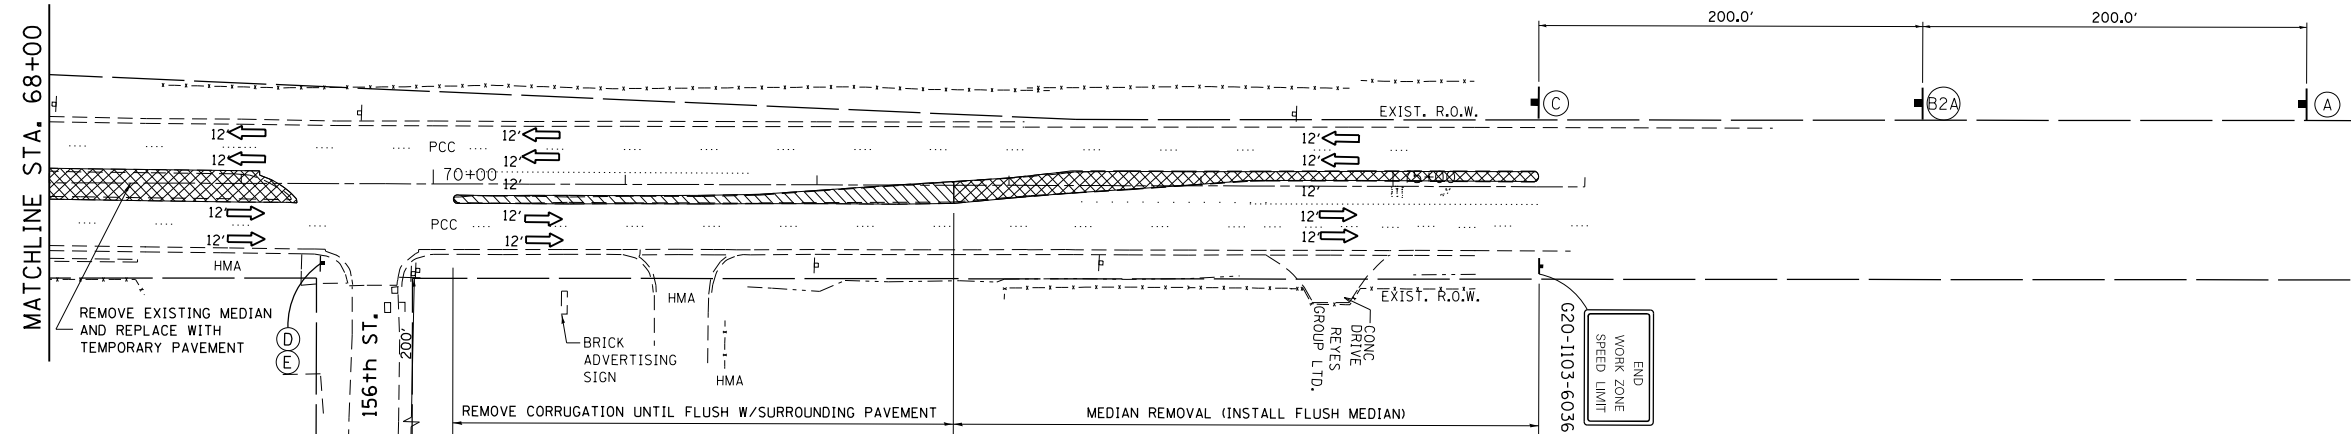 MATCHLINE STA. 68+00
200.0'
200.0'
C
B2A
A
EXIST. R.O.W.
12'
12'
12'
12'
12'
12'
PCC
70+00
12'
12'
75+00
12'
12'
12'
12'
12'
12'
PCC
HMA
REMOVE EXISTING MEDIAN
AND REPLACE WITH
TEMPORARY PAVEMENT
D
E
156th ST.
200'
BRICK
ADVERTISING
SIGN
HMA
HMA
CONC
DRIVE
REYES
GROUP LTD.
EXIST. R.O.W.
G20-I103-6036
END
WORK ZONE
SPEED LIMIT
REMOVE CORRUGATION UNTIL FLUSH W/SURROUNDING PAVEMENT
MEDIAN REMOVAL (INSTALL FLUSH MEDIAN)